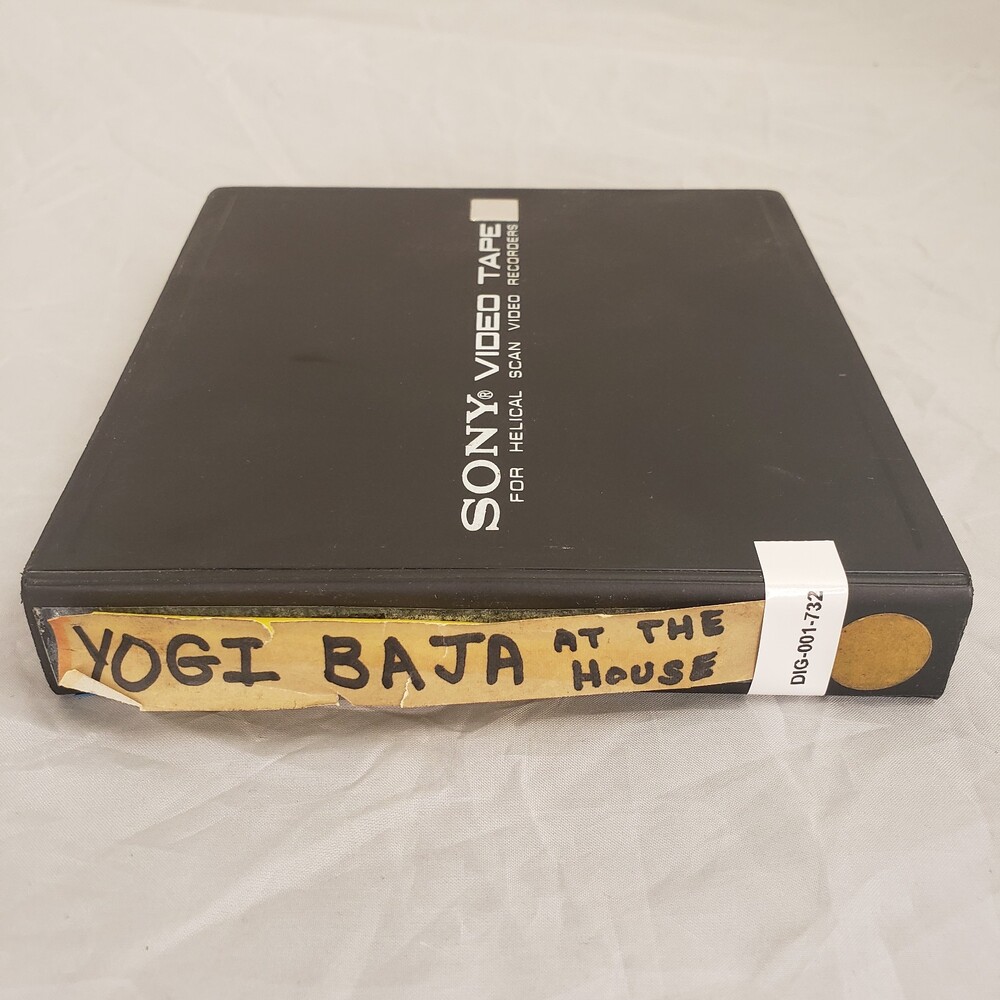 SONY® VIDEO TAPE
FOR HELICAL SCAN VIDEO RECORDERS
YOGI BAJA AT THE
HOUSE
DIG-001-732